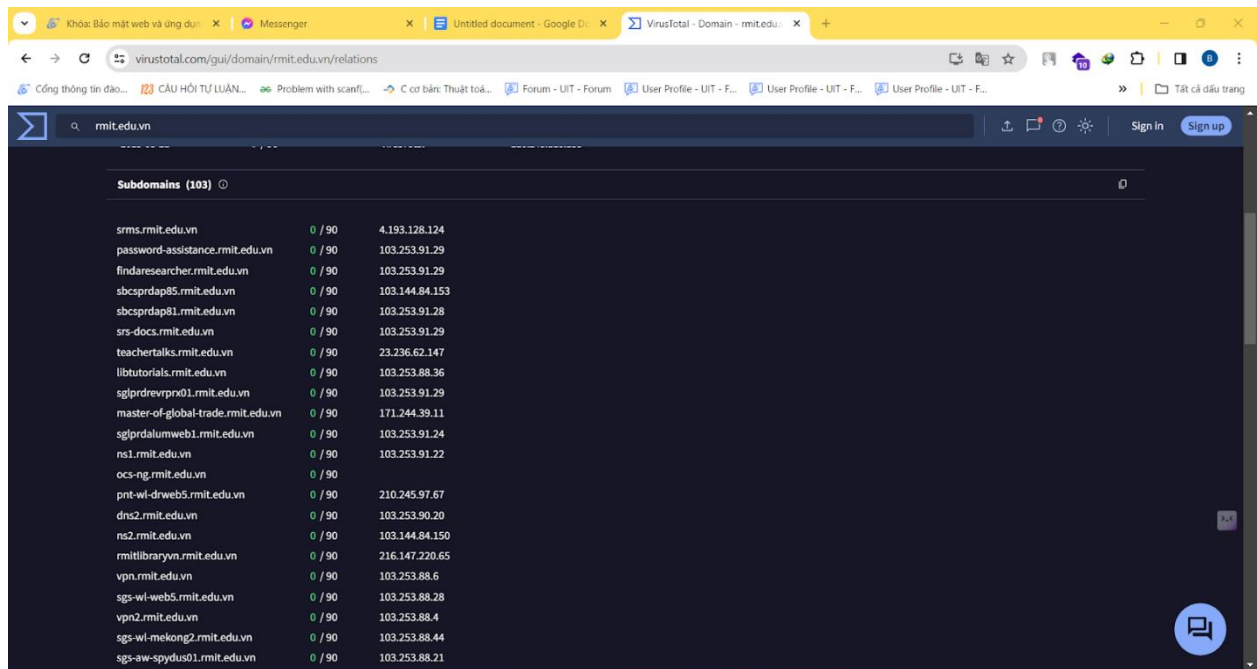 Khóa: Bảo mật web và ứng dụn
Messenger
Untitled document - Google D
VirusTotal - Domain - rmit.edu.
virustotal.com/gui/domain/rmit.edu.vn/relations
10
B
Cổng thông tin đào...
123 CÂU HỎI TỰ LUẬN...
Problem with scanf(...
C cơ bản: Thuật toá...
Forum - UIT - Forum
User Profile - UIT - F...
User Profile - UIT - F...
User Profile - UIT - F...
»
Tất cả dấu trang
rmit.edu.vn
Sign in
Sign up
Subdomains (103)
srms.rmit.edu.vn 0 / 90 4.193.128.124
password-assistance.rmit.edu.vn 0 / 90 103.253.91.29
findaresearcher.rmit.edu.vn 0 / 90 103.253.91.29
sbcsprdap85.rmit.edu.vn 0 / 90 103.144.84.153
sbcsprdap81.rmit.edu.vn 0 / 90 103.253.91.28
srs-docs.rmit.edu.vn 0 / 90 103.253.91.29
teachertalks.rmit.edu.vn 0 / 90 23.236.62.147
libtutorials.rmit.edu.vn 0 / 90 103.253.88.36
sglprdrevrprx01.rmit.edu.vn 0 / 90 103.253.91.29
master-of-global-trade.rmit.edu.vn 0 / 90 171.244.39.11
sglprdalumweb1.rmit.edu.vn 0 / 90 103.253.91.24
ns1.rmit.edu.vn 0 / 90 103.253.91.22
ocs-ng.rmit.edu.vn 0 / 90
pnt-wl-drweb5.rmit.edu.vn 0 / 90 210.245.97.67
dns2.rmit.edu.vn 0 / 90 103.253.90.20
ns2.rmit.edu.vn 0 / 90 103.144.84.150
rmitlibraryvn.rmit.edu.vn 0 / 90 216.147.220.65
vpn.rmit.edu.vn 0 / 90 103.253.88.6
sgs-wl-web5.rmit.edu.vn 0 / 90 103.253.88.28
vpn2.rmit.edu.vn 0 / 90 103.253.88.4
sgs-wl-mekong2.rmit.edu.vn 0 / 90 103.253.88.44
sgs-aw-spydus01.rmit.edu.vn 0 / 90 103.253.88.21